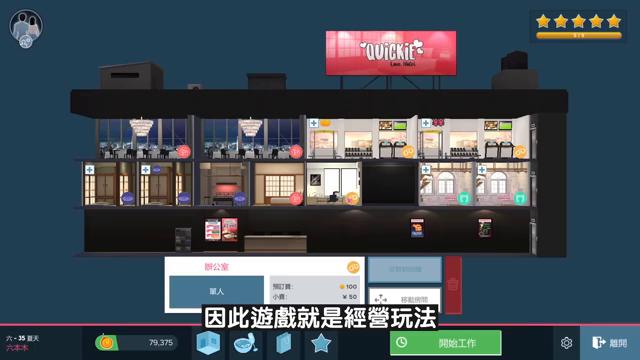 QUICKIE
Love Hotel
5 / 5
辦公室
單人
預訂費:
100
小費:
¥ 50
移動房間
因此遊戲就是經營玩法
六 - 35 夏天
六本木
79,375
開始工作
離開